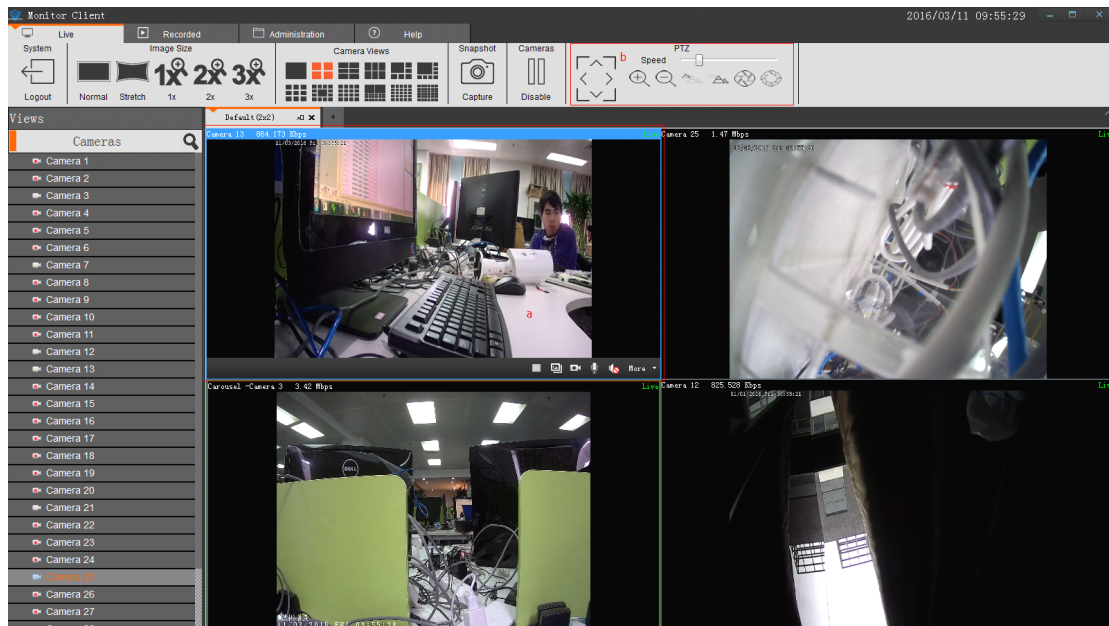 Monitor Client
2016/03/11 09:55:29
Live
Recorded
Administration
Help
System
Image Size
Camera Views
Snapshot
Cameras
PTZ
b
Speed
1X
2X
3X
Logout
Normal
Stretch
1x
2x
3x
Capture
Disable
Views
Default(2x2)
+
Cameras
Camera 13 864.173 Kbps
Live
Camera 25 1.47 Mbps
Camera 1
Camera 2
Camera 3
Camera 4
Camera 5
Camera 6
Camera 7
Camera 8
Camera 9
Camera 10
Camera 11
Camera 12
Camera 13
Camera 14
Camera 15
Camera 16
Camera 17
Camera 18
Camera 19
Camera 20
Camera 21
Camera 22
Camera 23
Camera 24
Camera 26
Camera 27
a
More
Carousel -Camera 3 3.42 Mbps
Live
Camera 12 825.528 Kbps
DELL